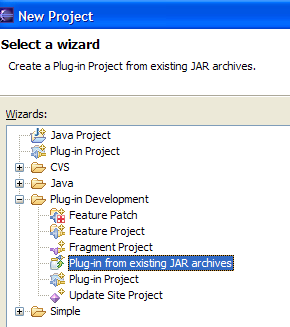 New Project
Select a wizard
Create a Plug-in Project from existing JAR archives.
Wizards:
Java Project
Plug-in Project
CVS
Java
Plug-in Development
Feature Patch
Feature Project
Fragment Project
Plug-in from existing JAR archives
Plug-in Project
Update Site Project
Simple